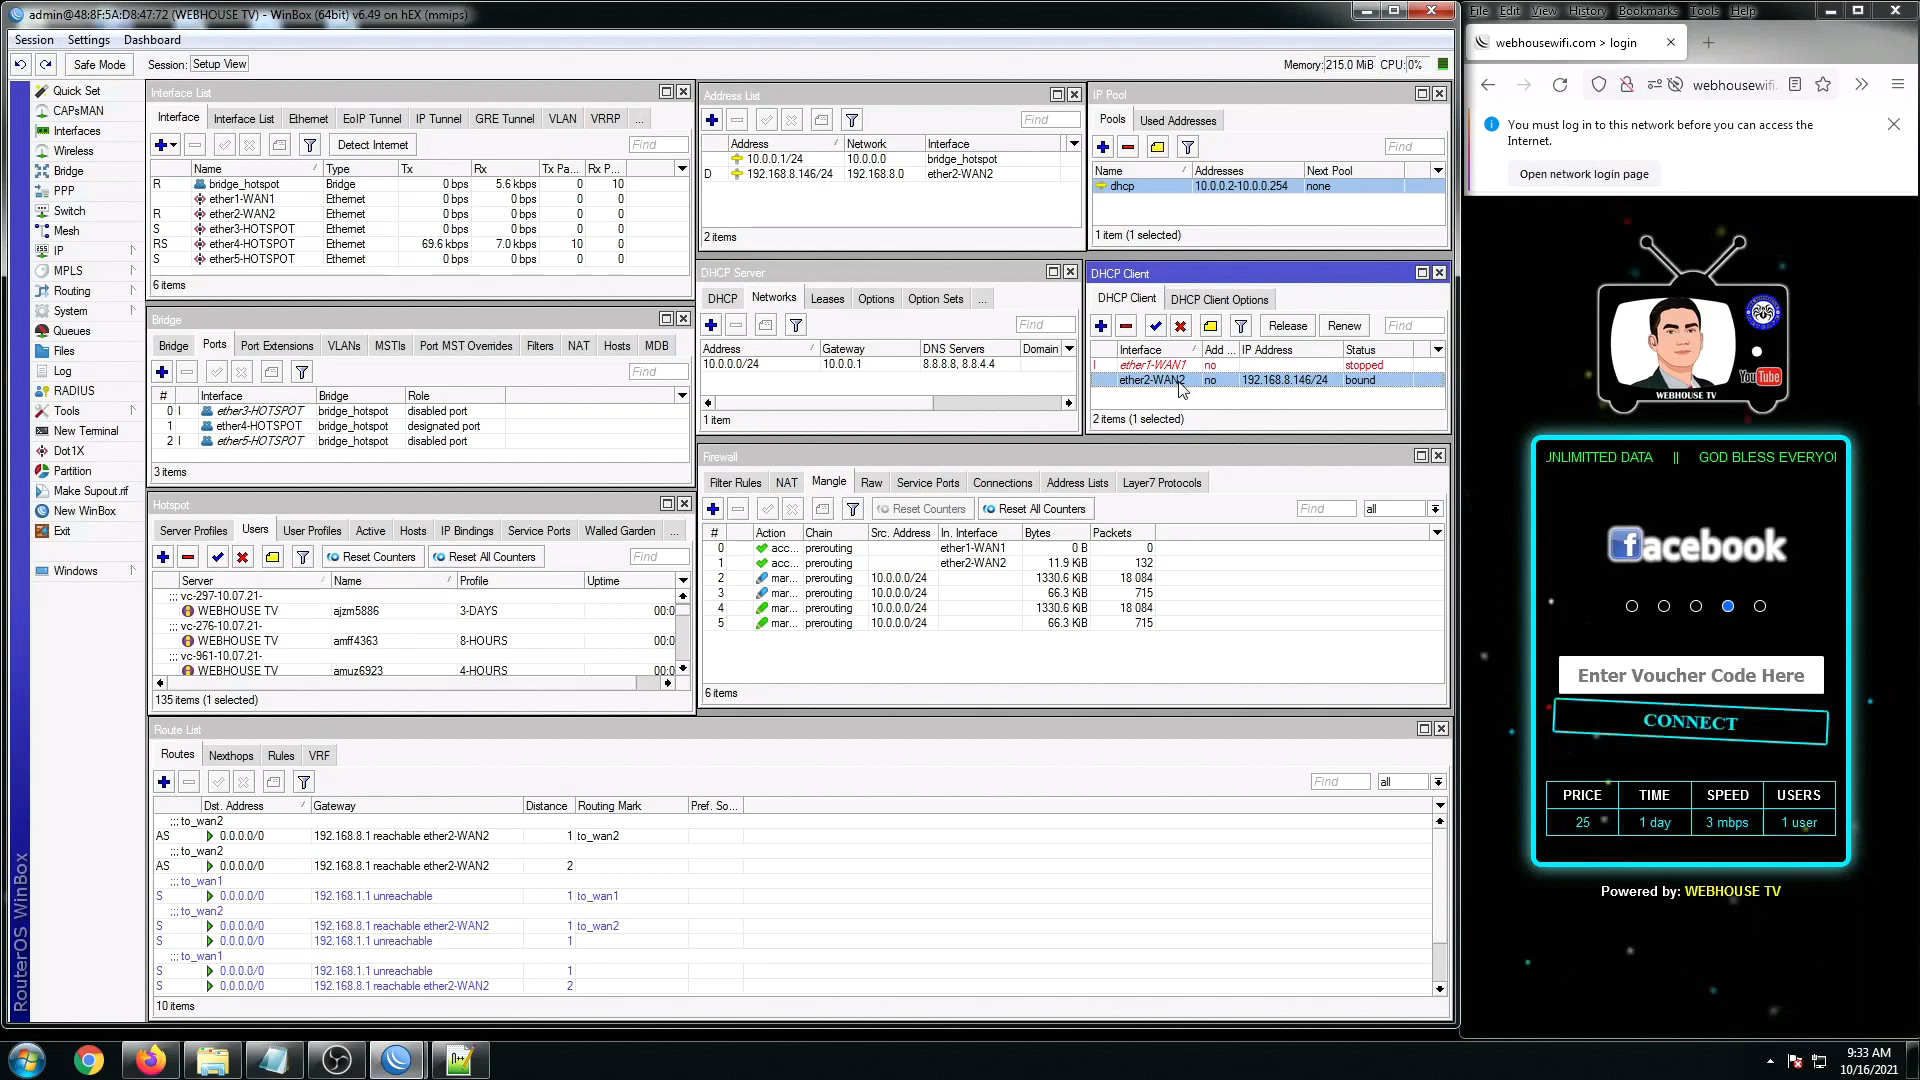 admin@48:8F:5A:D8:47:72 (WEBHOUSE TV) - WinBox (64bit) v6.49 on hEX (mmips)
Session Settings Dashboard
Safe Mode Session: Setup View Memory: 215.0 MiB CPU: 0%
Quick Set
CAPsMAN
Interfaces
Wireless
Bridge
PPP
Switch
Mesh
IP
MPLS
Routing
System
Queues
Files
Log
RADIUS
Tools
New Terminal
Dot1X
Partition
Make Supout.rif
New WinBox
Exit
Windows
RouterOS WinBox
Interface List
Interface Interface List Ethernet EoIP Tunnel IP Tunnel GRE Tunnel VLAN VRRP ...
Detect Internet Find
Name Type Tx Rx Tx Pa... Rx P...
R bridge_hotspot Bridge 0 bps 5.6 kbps 0 10
ether1-WAN1 Ethernet 0 bps 0 bps 0 0
R ether2-WAN2 Ethernet 0 bps 0 bps 0 0
S ether3-HOTSPOT Ethernet 0 bps 0 bps 0 0
RS ether4-HOTSPOT Ethernet 69.6 kbps 7.0 kbps 10 0
S ether5-HOTSPOT Ethernet 0 bps 0 bps 0 0
6 items
Bridge
Bridge Ports Port Extensions VLANs MSTIs Port MST Overrides Filters NAT Hosts MDB
Find
# Interface Bridge Role
0 I ether3-HOTSPOT bridge_hotspot disabled port
1 ether4-HOTSPOT bridge_hotspot designated port
2 I ether5-HOTSPOT bridge_hotspot disabled port
3 items
Hotspot
Server Profiles Users User Profiles Active Hosts IP Bindings Service Ports Walled Garden ...
Reset Counters Reset All Counters Find
Server Name Profile Uptime
;;; vc-297-10.07.21-
WEBHOUSE TV ajzm5886 3-DAYS 00:0
;;; vc-276-10.07.21-
WEBHOUSE TV amff4363 8-HOURS 00:0
;;; vc-961-10.07.21-
WEBHOUSE TV amuz6923 4-HOURS 00:0
135 items (1 selected)
Address List
Find
Address Network Interface
10.0.0.1/24 10.0.0.0 bridge_hotspot
D 192.168.8.146/24 192.168.8.0 ether2-WAN2
2 items
IP Pool
Pools Used Addresses
Find
Name Addresses Next Pool
dhcp 10.0.0.2-10.0.0.254 none
1 item (1 selected)
DHCP Server
DHCP Networks Leases Options Option Sets ...
Find
Address Gateway DNS Servers Domain
10.0.0.0/24 10.0.0.1 8.8.8.8, 8.8.4.4
1 item
DHCP Client
DHCP Client DHCP Client Options
Release Renew Find
Interface Add ... IP Address Status
I ether1-WAN1 no stopped
ether2-WAN2 no 192.168.8.146/24 bound
2 items (1 selected)
Firewall
Filter Rules NAT Mangle Raw Service Ports Connections Address Lists Layer7 Protocols
Reset Counters Reset All Counters Find all
# Action Chain Src. Address In. Interface Bytes Packets
0 acc... prerouting ether1-WAN1 0 B 0
1 acc... prerouting ether2-WAN2 11.9 KiB 132
2 mar... prerouting 10.0.0.0/24 1330.6 KiB 18 084
3 mar... prerouting 10.0.0.0/24 66.3 KiB 715
4 mar... prerouting 10.0.0.0/24 1330.6 KiB 18 084
5 mar... prerouting 10.0.0.0/24 66.3 KiB 715
6 items
Route List
Routes Nexthops Rules VRF
Find all
Dst. Address Gateway Distance Routing Mark Pref. So...
;;; to_wan2
AS 0.0.0.0/0 192.168.8.1 reachable ether2-WAN2 1 to_wan2
;;; to_wan2
AS 0.0.0.0/0 192.168.8.1 reachable ether2-WAN2 2
;;; to_wan1
S 0.0.0.0/0 192.168.1.1 unreachable 1 to_wan1
;;; to_wan2
S 0.0.0.0/0 192.168.8.1 reachable ether2-WAN2 1 to_wan2
S 0.0.0.0/0 192.168.1.1 unreachable 1
;;; to_wan1
S 0.0.0.0/0 192.168.1.1 unreachable 1
S 0.0.0.0/0 192.168.8.1 reachable ether2-WAN2 2
10 items
File Edit View History Bookmarks Tools Help
webhousewifi.com > login
webhousewifi.
You must log in to this network before you can access the
Internet.
Open network login page
YouTube
WEBHOUSE TV
UNLIMITTED DATA || GOD BLESS EVERYO
facebook
Enter Voucher Code Here
CONNECT
PRICE TIME SPEED USERS
25 1 day 3 mbps 1 user
Powered by: WEBHOUSE TV
9:33 AM
10/16/2021